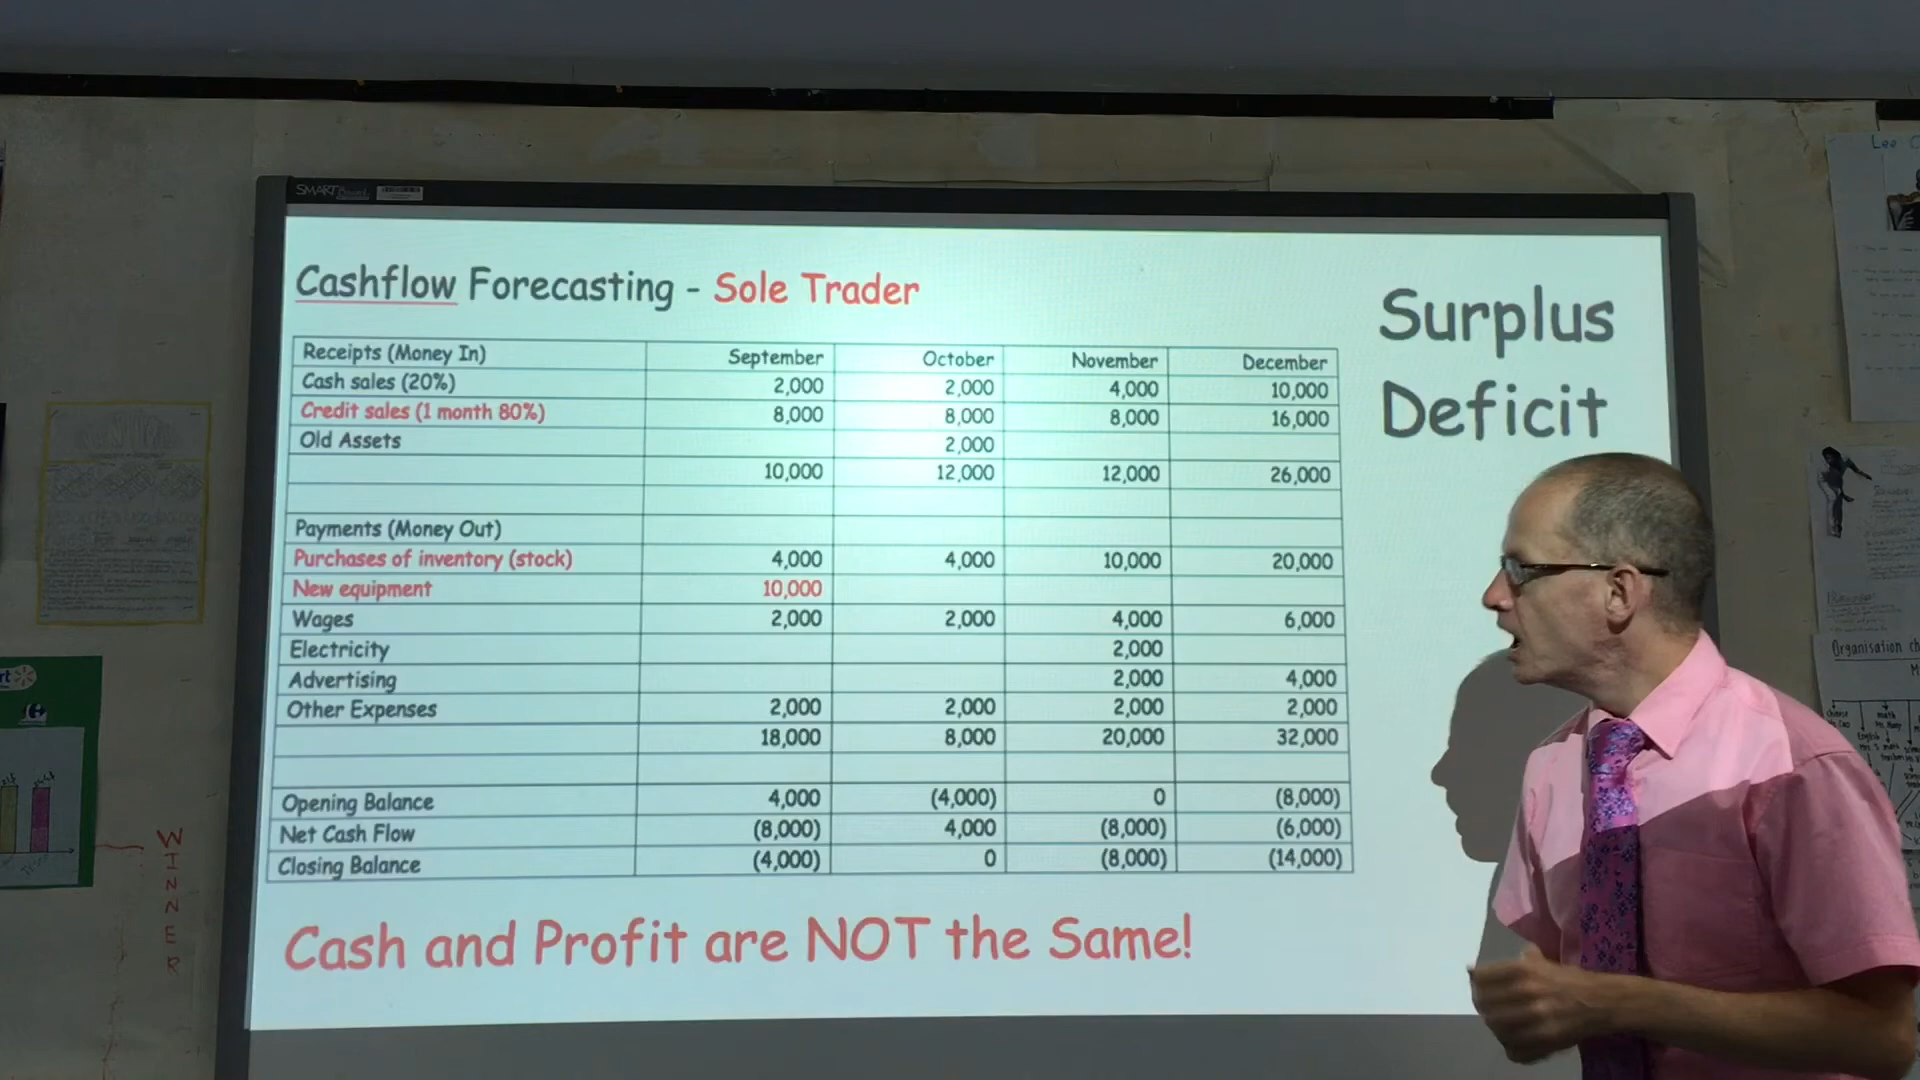 SMART Board
Cashflow Forecasting - Sole Trader
Surplus
Deficit
Receipts (Money In) September October November December
Cash sales (20%) 2,000 2,000 4,000 10,000
Credit sales (1 month 80%) 8,000 8,000 8,000 16,000
Old Assets 2,000
10,000 12,000 12,000 26,000
Payments (Money Out)
Purchases of inventory (stock) 4,000 4,000 10,000 20,000
New equipment 10,000
Wages 2,000 2,000 4,000 6,000
Electricity 2,000
Advertising 2,000 4,000
Other Expenses 2,000 2,000 2,000 2,000
18,000 8,000 20,000 32,000
Opening Balance 4,000 (4,000) 0 (8,000)
Net Cash Flow (8,000) 4,000 (8,000) (6,000)
Closing Balance (4,000) 0 (8,000) (14,000)
Cash and Profit are NOT the Same!
WINNER
Lee
Organisation